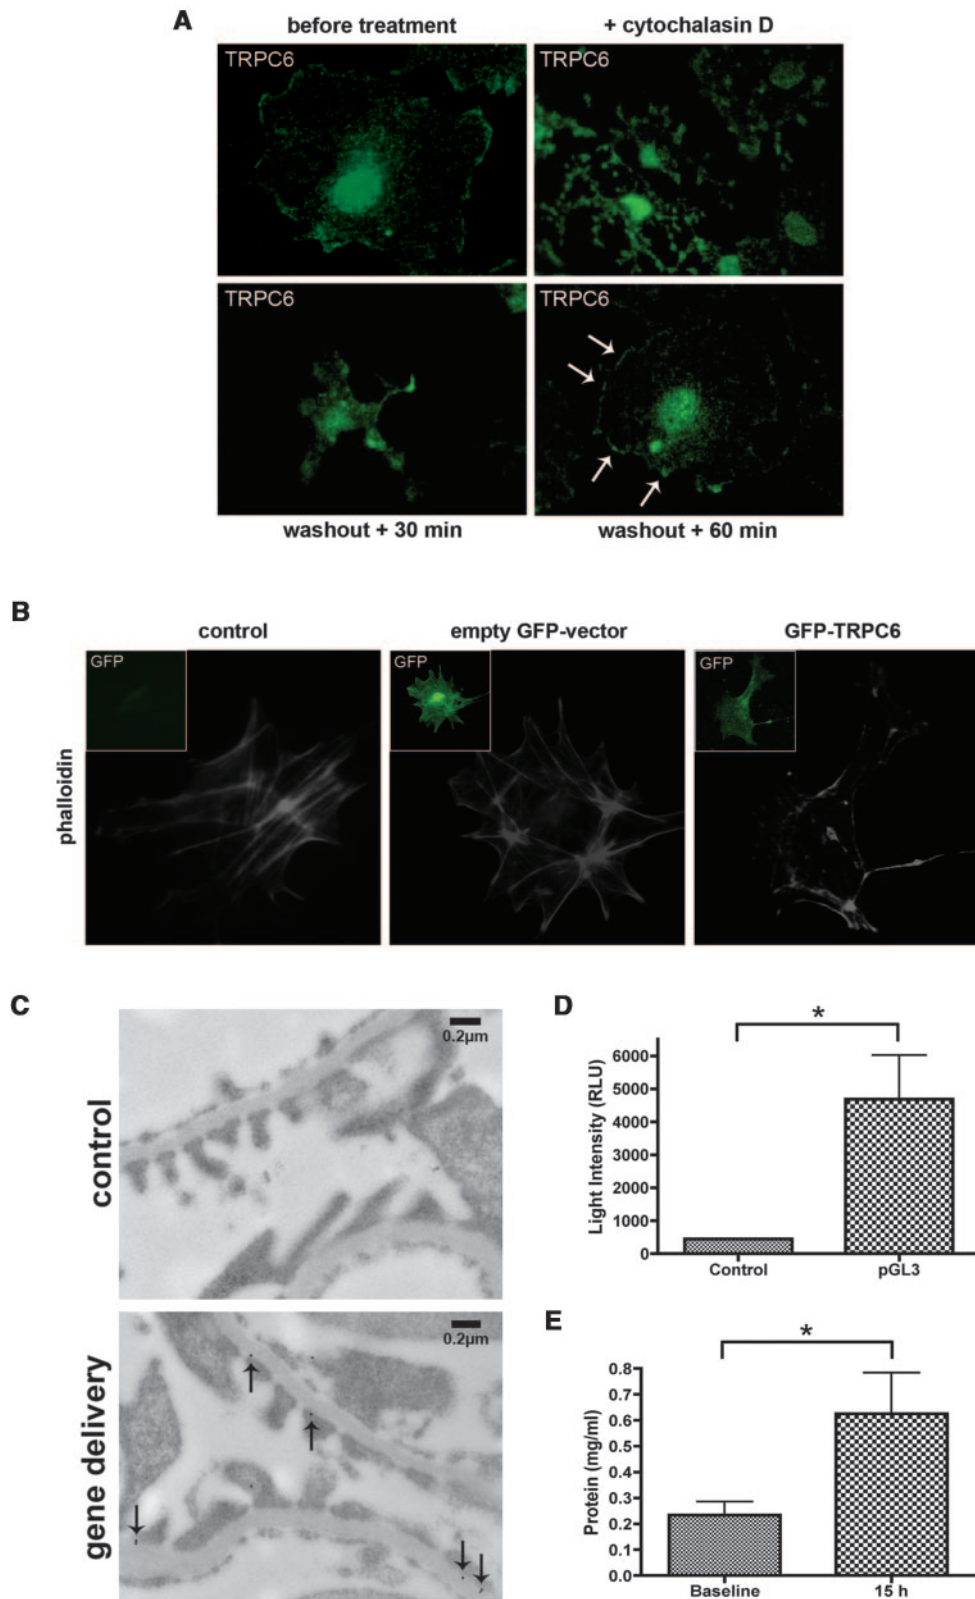 A
before treatment
+ cytochalasin D
TRPC6
TRPC6
TRPC6
TRPC6
washout + 30 min
washout + 60 min
B
control
empty GFP-vector
GFP-TRPC6
phalloidin
GFP
GFP
GFP
C
control
0.2µm
gene delivery
0.2µm
D
*
Light Intensity (RLU)
6000
5000
4000
3000
2000
1000
0
Control
pGL3
E
*
Protein (mg/ml)
0.8
0.7
0.6
0.5
0.4
0.3
0.2
0.1
0.0
Baseline
15 h